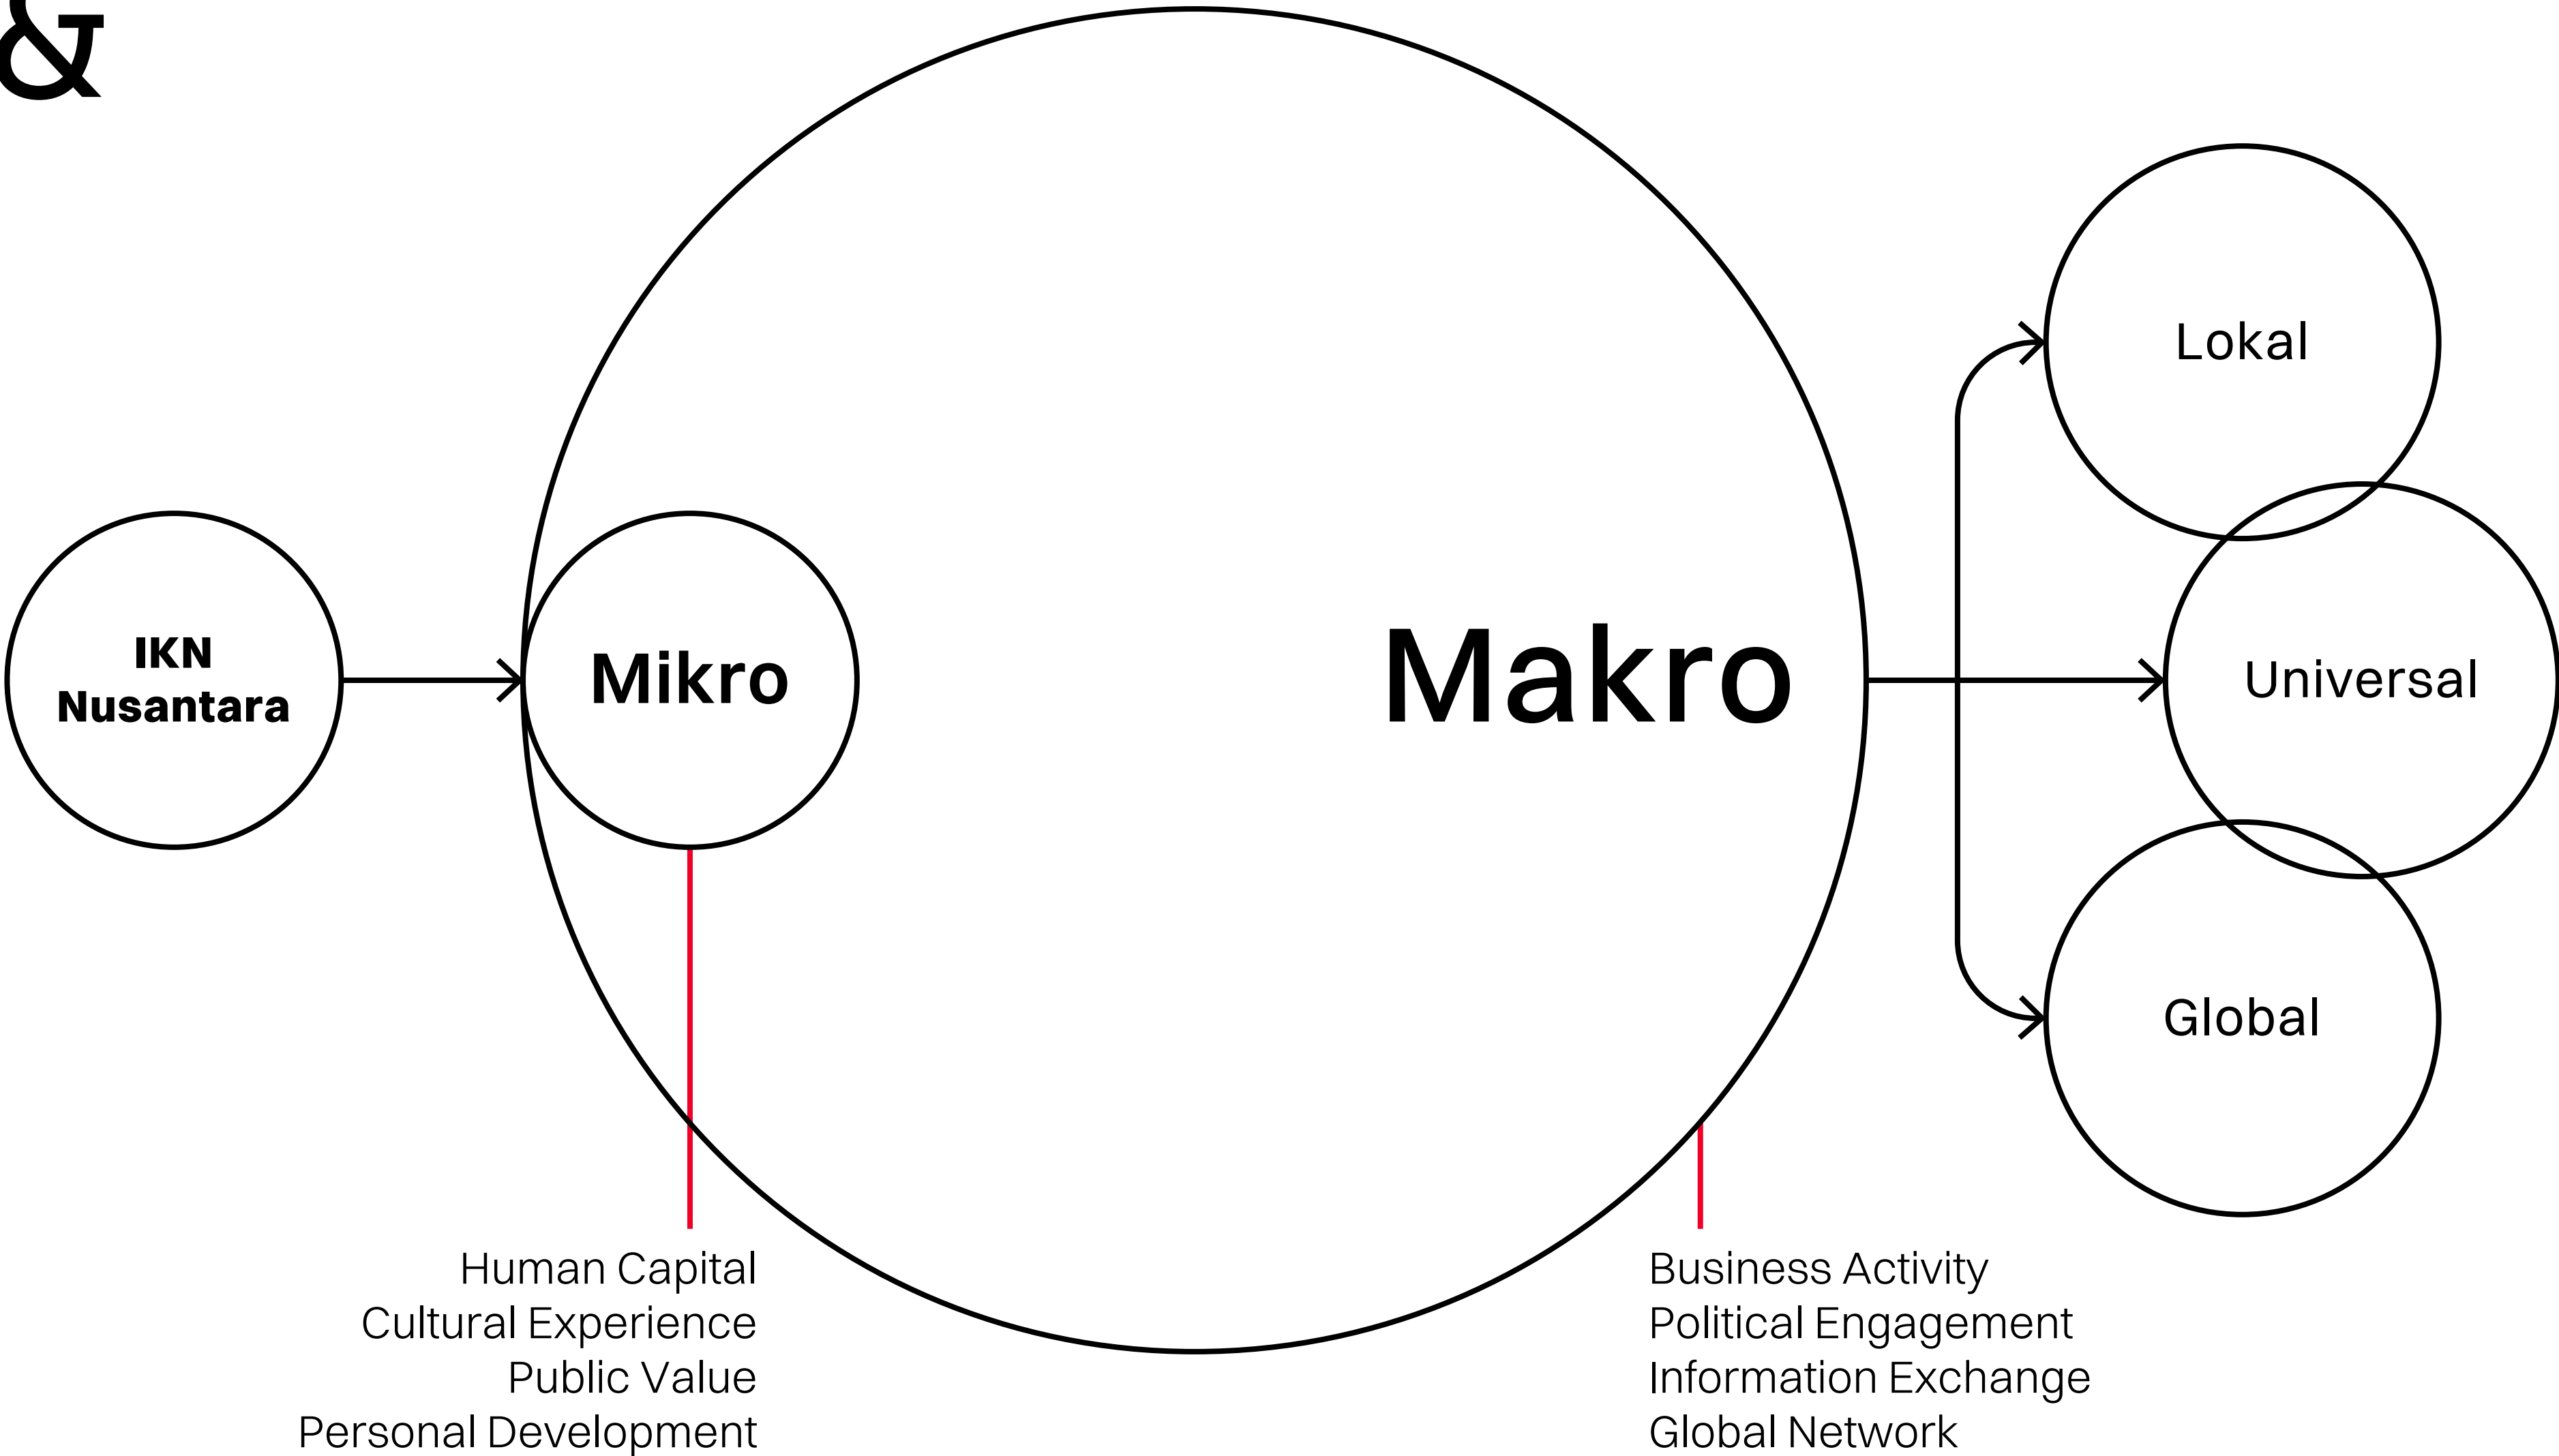 &
IKN
Nusantara
Mikro
Makro
Lokal
Universal
Global
Human Capital
Cultural Experience
Public Value
Personal Development
Business Activity
Political Engagement
Information Exchange
Global Network